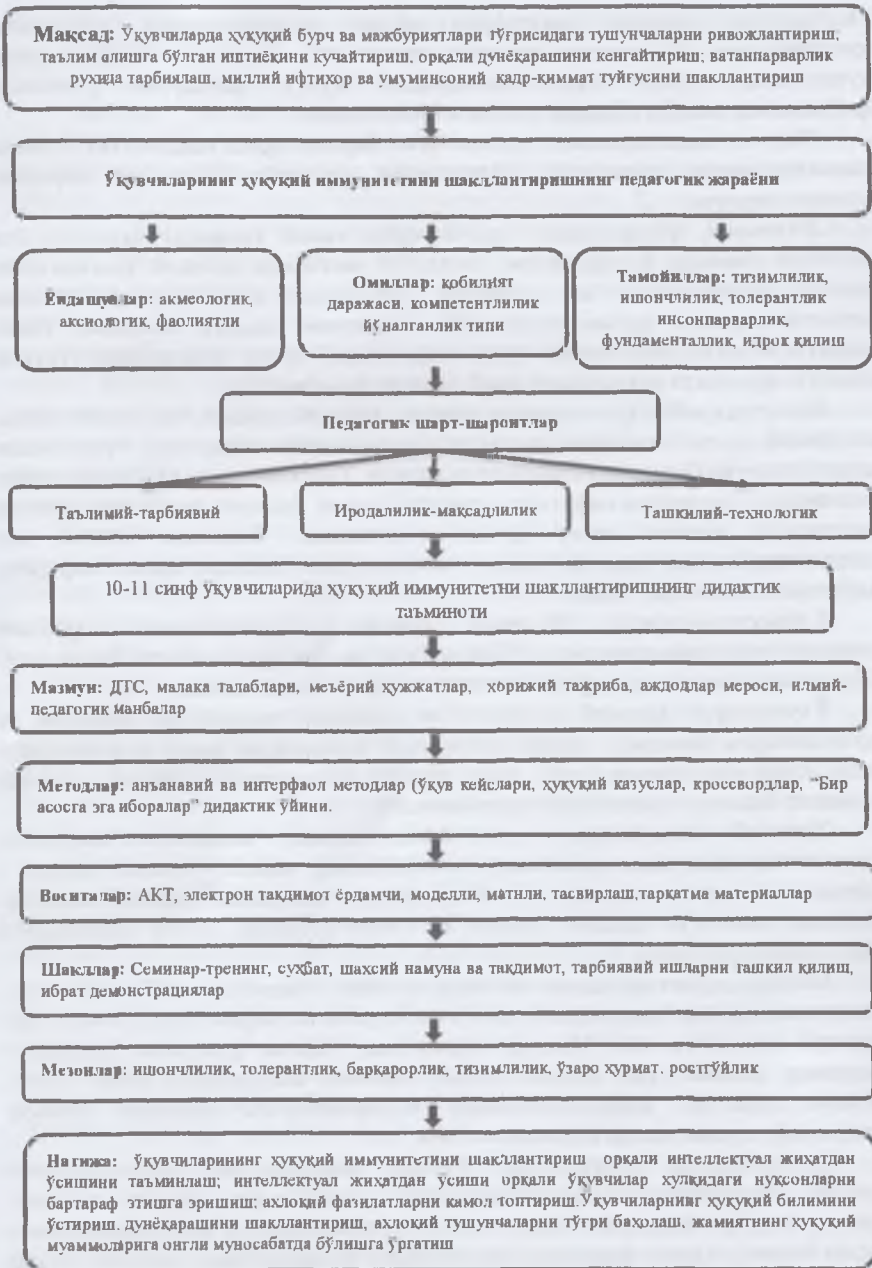 Мақсад: Ўқувчиларда ҳуқуқий бурч ва мажбуриятлари тўғрисидаги тушунчаларни ривожлантириш;
таълим олишга бўлган иштиёқини кучайтириш, орқали дунёқарашини кенгайтириш; ватанпарварлик
руҳида тарбиялаш, миллий ифтихор ва умуминсоний қадр-қиммат туйғусини шакллантириш
Ўқувчиларнинг ҳуқуқий иммунитетини шакллантиришнинг педагогик жараёни
Ёндашувлар: акмеологик,
аксиологик, фаолиятли
Омиллар: қобилият
даражаси, компетентлилик
йўналганлик типи
Тамойиллар: тизимлилик,
ишончлилик, толерантлик
инсонпарварлик,
фундаменталлик, идрок қилиш
Педагогик шарт-шароитлар
Таълимий-тарбиявий
Иродалилик-мақсадлилик
Ташкилий-технологик
10-11 синф ўқувчиларида ҳуқуқий иммунитетни шакллантиришнинг дидактик
таъминоти
Мазмун: ДТС, малака талаблари, меъёрий ҳужжатлар, хорижий тажриба, аждодлар мероси, илмий-
педагогик манбалар
Методлар: анъанавий ва интерфаол методлар (ўқув кейслари, ҳуқуқий казуслар, кроссвордлар, “Бир
асосга эга иборалар” дидактик ўйини.
Воситалар: АКТ, электрон тақдимот ёрдамчи, моделли, матнли, тасвирлаш,тарқатма материаллар
Шакллар: Семинар-тренинг, суҳбат, шахсий намуна ва тақдимот, тарбиявий ишларни ташкил қилиш,
ибрат демонстрациялар
Мезонлар: ишончлилик, толерантлик, барқарорлик, тизимлилик, ўзаро ҳурмат, ростгўйлик
Натижа: ўқувчиларининг ҳуқуқий иммунитетини шакллантириш орқали интеллектуал жиҳатдан
ўсишини таъминлаш; интеллектуал жиҳатдан ўсиши орқали ўқувчилар хулқидаги нуқсонларни
бартараф этишга эришиш; ахлоқий фазилатларни камол топтириш.Ўқувчиларнинг ҳуқуқий билимини
ўстириш, дунёқарашини шакллантириш, ахлоқий тушунчаларни тўғри баҳолаш, жамиятнинг ҳуқуқий
муаммоларига онгли муносабатда бўлишга ўргатиш